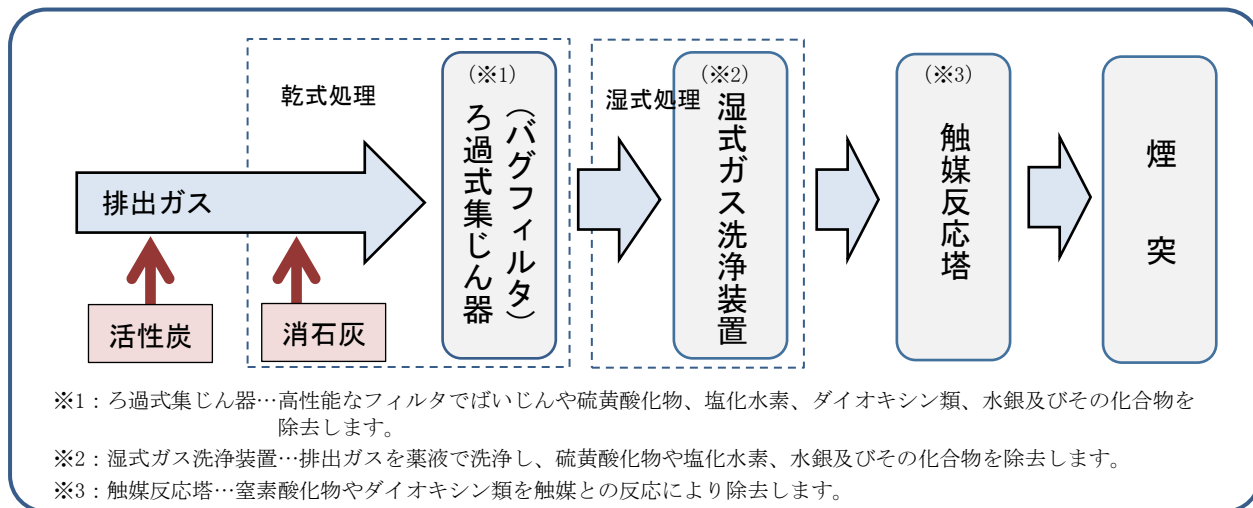 乾式処理
排出ガス
活性炭
消石灰
(※1)
ろ過式集じん器
(バグフィルタ)
湿式処理
(※2)
湿式ガス洗浄装置
(※3)
触媒反応塔
煙突
※1：ろ過式集じん器…高性能なフィルタでばいじんや硫黄酸化物、塩化水素、ダイオキシン類、水銀及びその化合物を
除去します。
※2：湿式ガス洗浄装置…排出ガスを薬液で洗浄し、硫黄酸化物や塩化水素、水銀及びその化合物を除去します。
※3：触媒反応塔…窒素酸化物やダイオキシン類を触媒との反応により除去します。